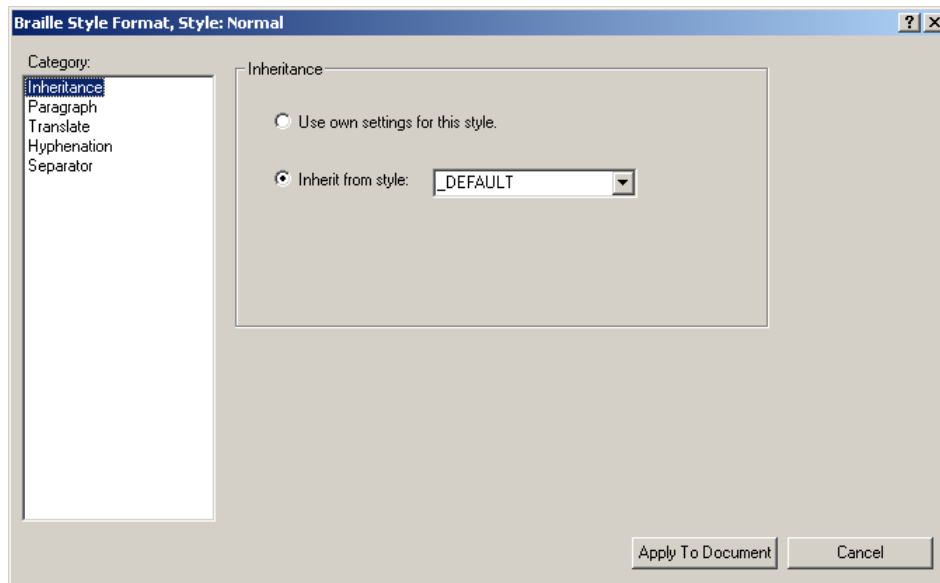 Braille Style Format, Style: Normal
?
Category:
Inheritance
Paragraph
Translate
Hyphenation
Separator
Inheritance
Use own settings for this style.
Inherit from style: _DEFAULT
Apply To Document Cancel